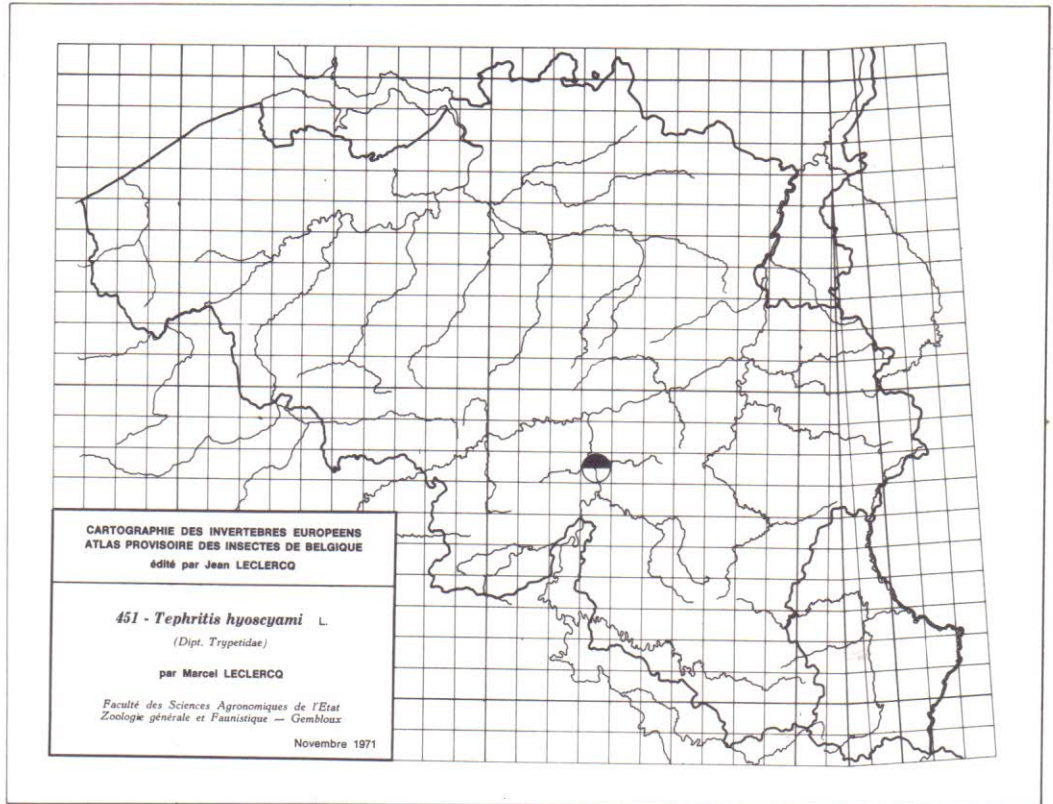 CARTOGRAPHIE DES INVERTEBRES EUROPEENS
ATLAS PROVISOIRE DES INSECTES DE BELGIQUE
édité par Jean LECLERCQ
451 - Tephritis hyoscyami L.
(Dipt. Trypetidae)
par Marcel LECLERCQ
Faculté des Sciences Agronomiques de l'Etat
Zoologie générale et Faunistique — Gembloux
Novembre 1971